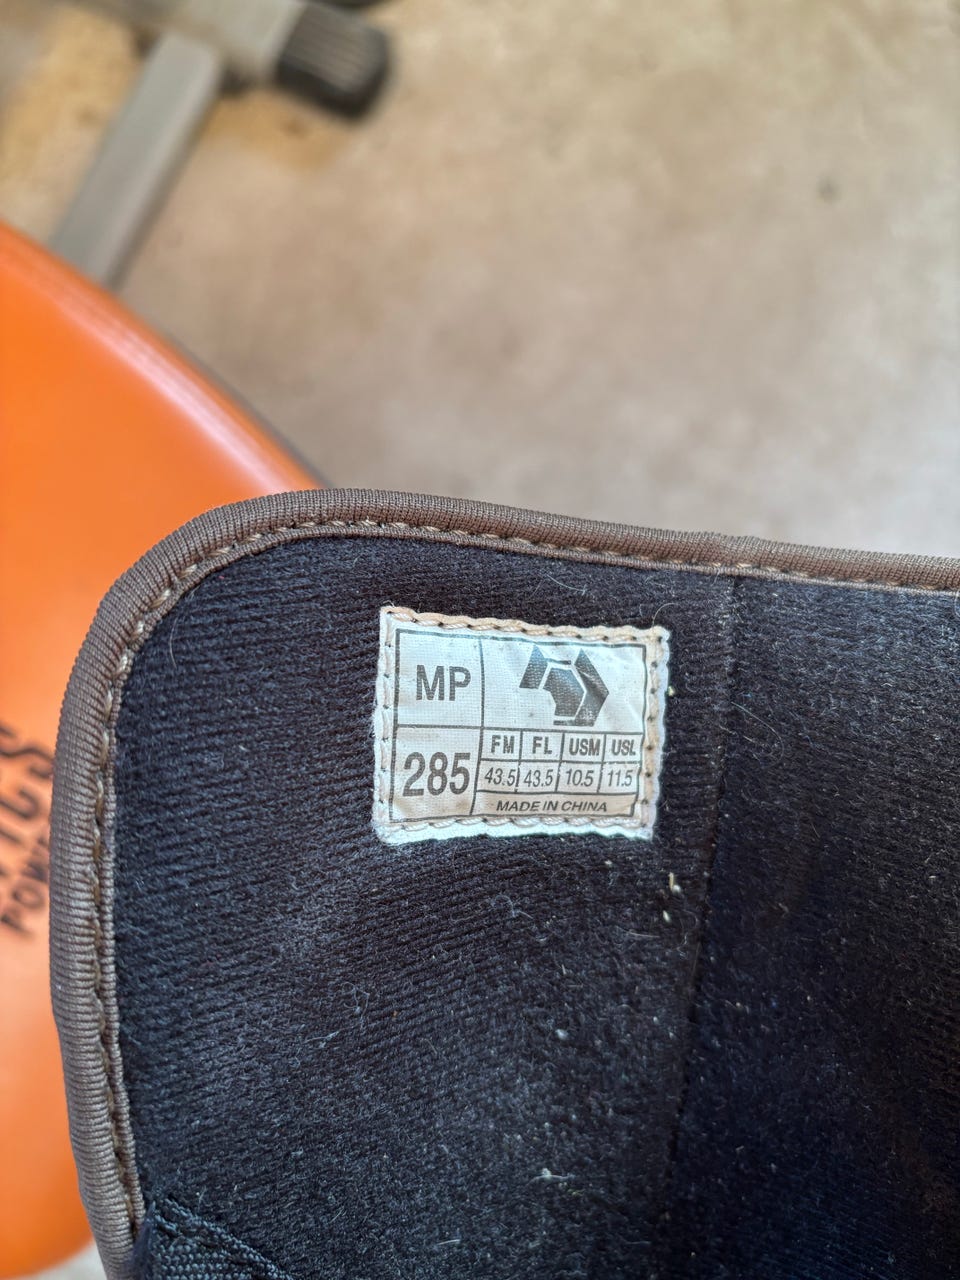 MP
285
FM FL USM USL
43.5 43.5 10.5 11.5
MADE IN CHINA